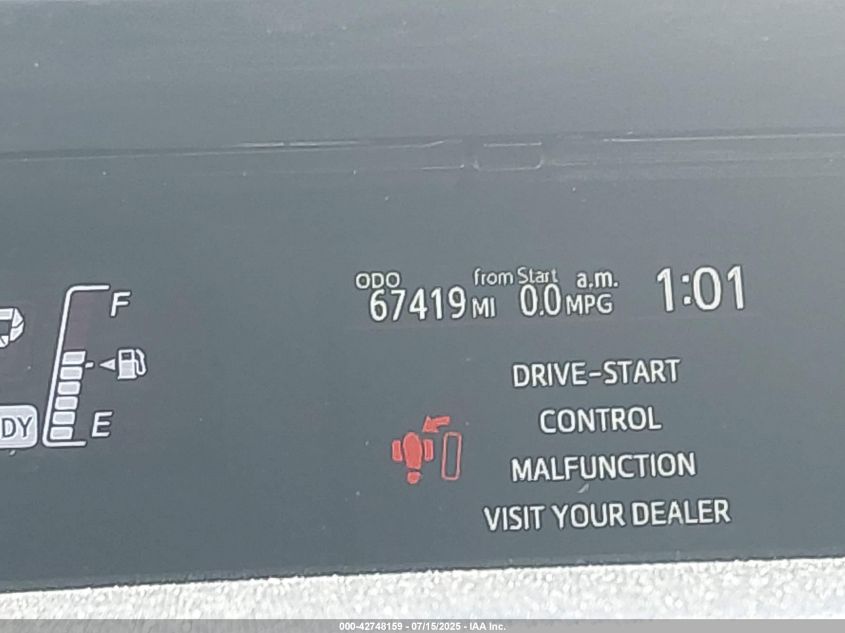 ODO from Start a.m. 1:01
67419 MI 0.0 MPG
F
E
DY
DRIVE-START
CONTROL
MALFUNCTION
VISIT YOUR DEALER
000-42748159 - 07/15/2025 - IAA Inc.